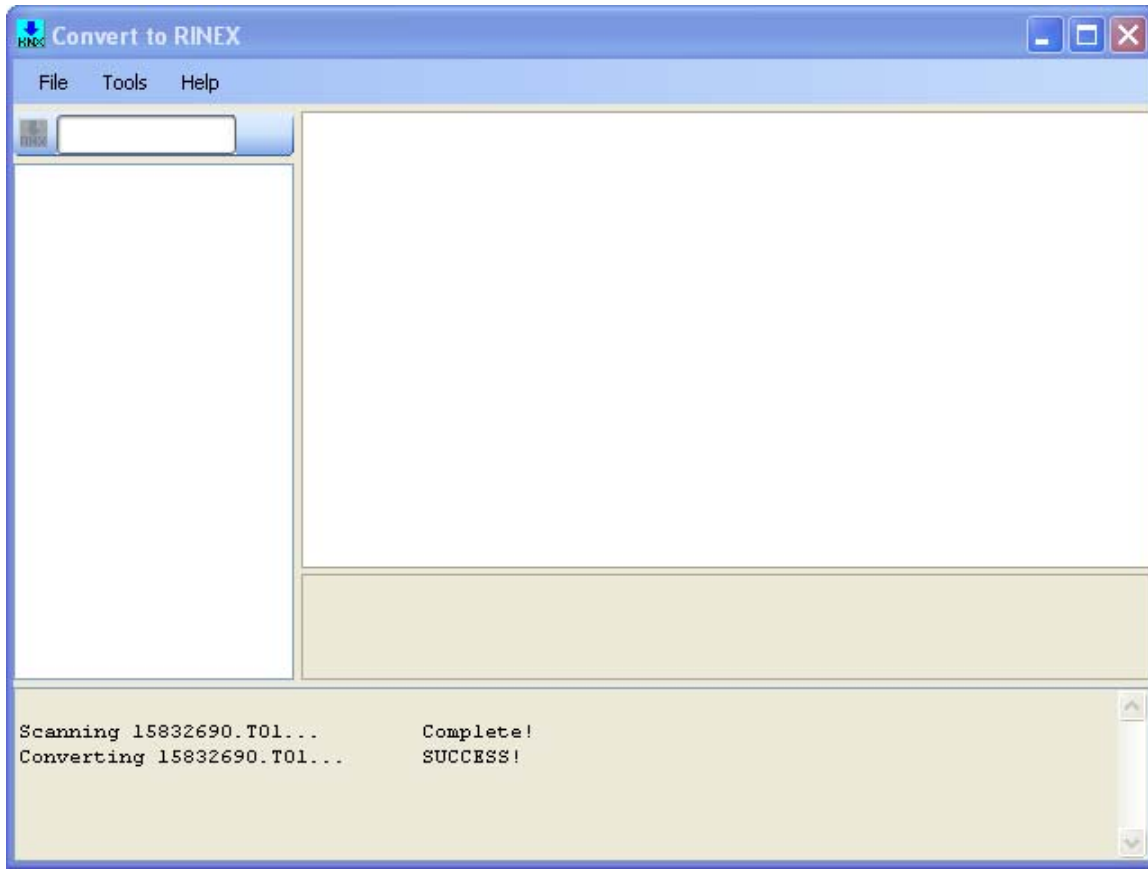 Convert to RINEX
File Tools Help
Scanning 15832690.T01... Complete!
Converting 15832690.T01... SUCCESS!